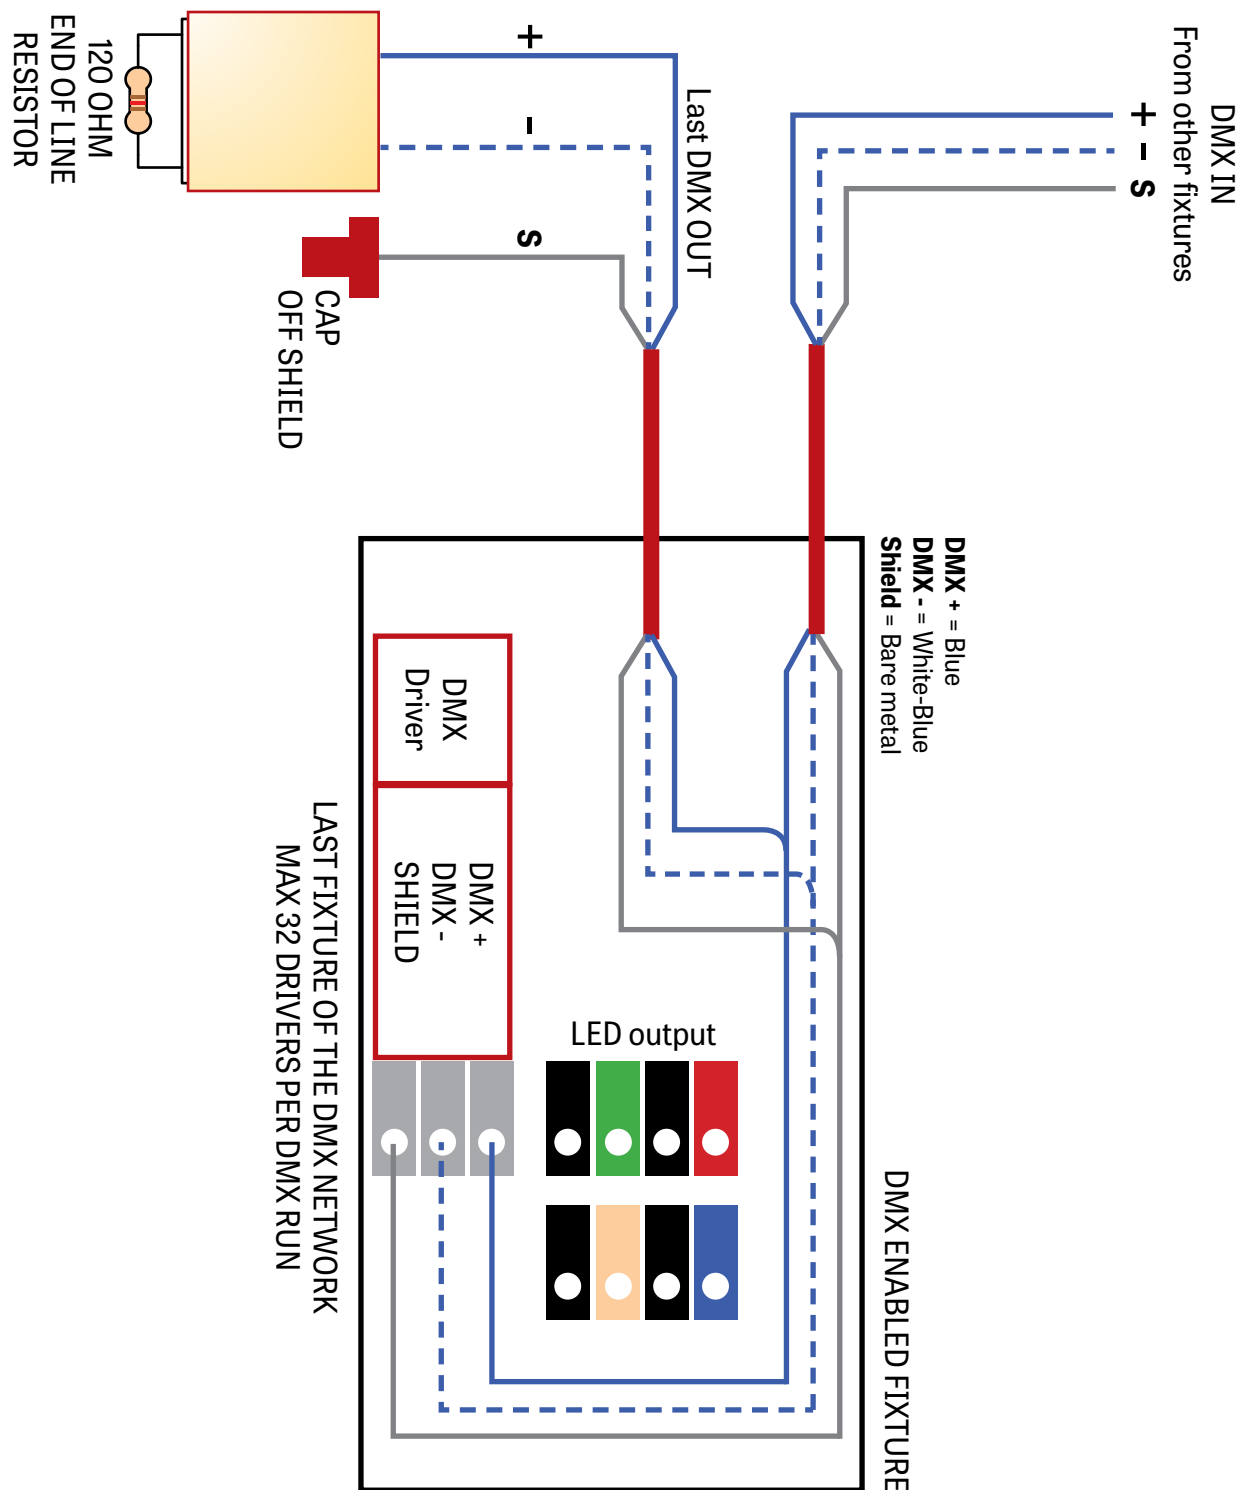 DMX IN
From other fixtures
+
-
S
Last DMX OUT
+
-
S
120 OHM
END OF LINE
RESISTOR
CAP
OFF SHIELD
DMX + = Blue
DMX - = White-Blue
Shield = Bare metal
DMX ENABLED FIXTURE
DMX
Driver
DMX +
DMX -
SHIELD
LED output
LAST FIXTURE OF THE DMX NETWORK
MAX 32 DRIVERS PER DMX RUN